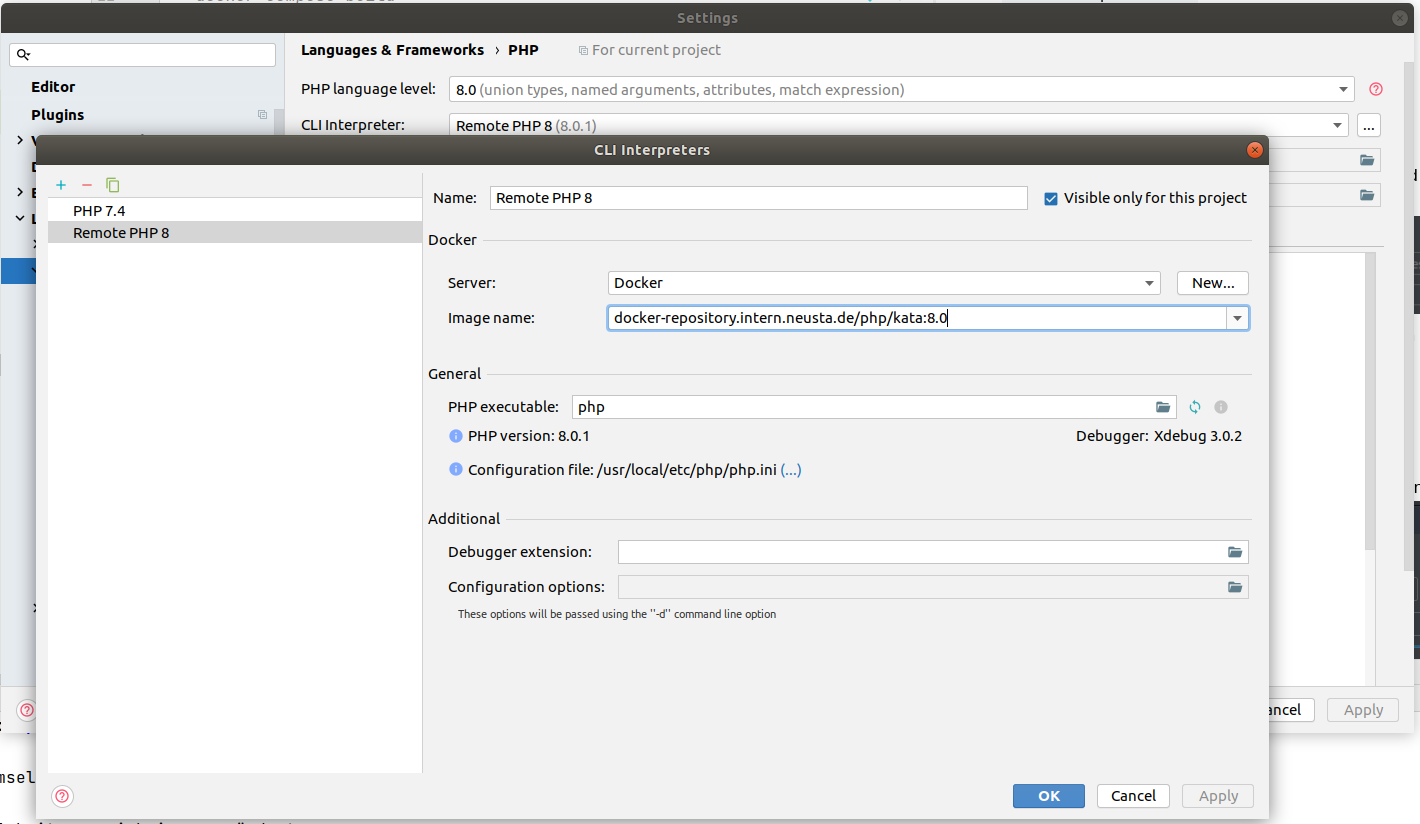 Settings
Languages & Frameworks › PHP For current project
Editor
PHP language level: 8.0 (union types, named arguments, attributes, match expression)
Plugins
CLI Interpreter: Remote PHP 8 (8.0.1) ...
CLI Interpreters
PHP 7.4
Remote PHP 8
Name: Remote PHP 8 Visible only for this project
Docker
Server: Docker New...
Image name: docker-repository.intern.neusta.de/php/kata:8.0
General
PHP executable: php
PHP version: 8.0.1 Debugger: Xdebug 3.0.2
Configuration file: /usr/local/etc/php/php.ini (...)
Additional
Debugger extension:
Configuration options:
These options will be passed using the "-d" command line option
ancel Apply
OK Cancel Apply